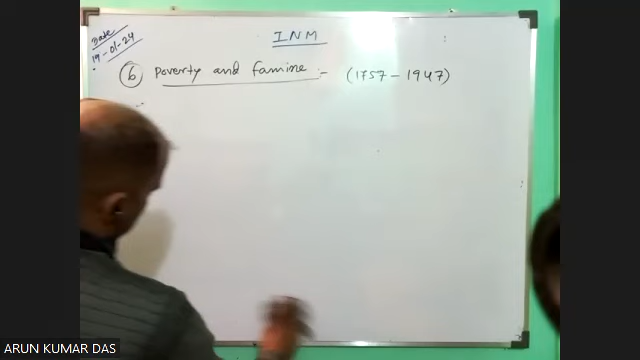 Date
19-01-24
INM
6 Poverty and famine :- (1757 - 1947)
ARUN KUMAR DAS